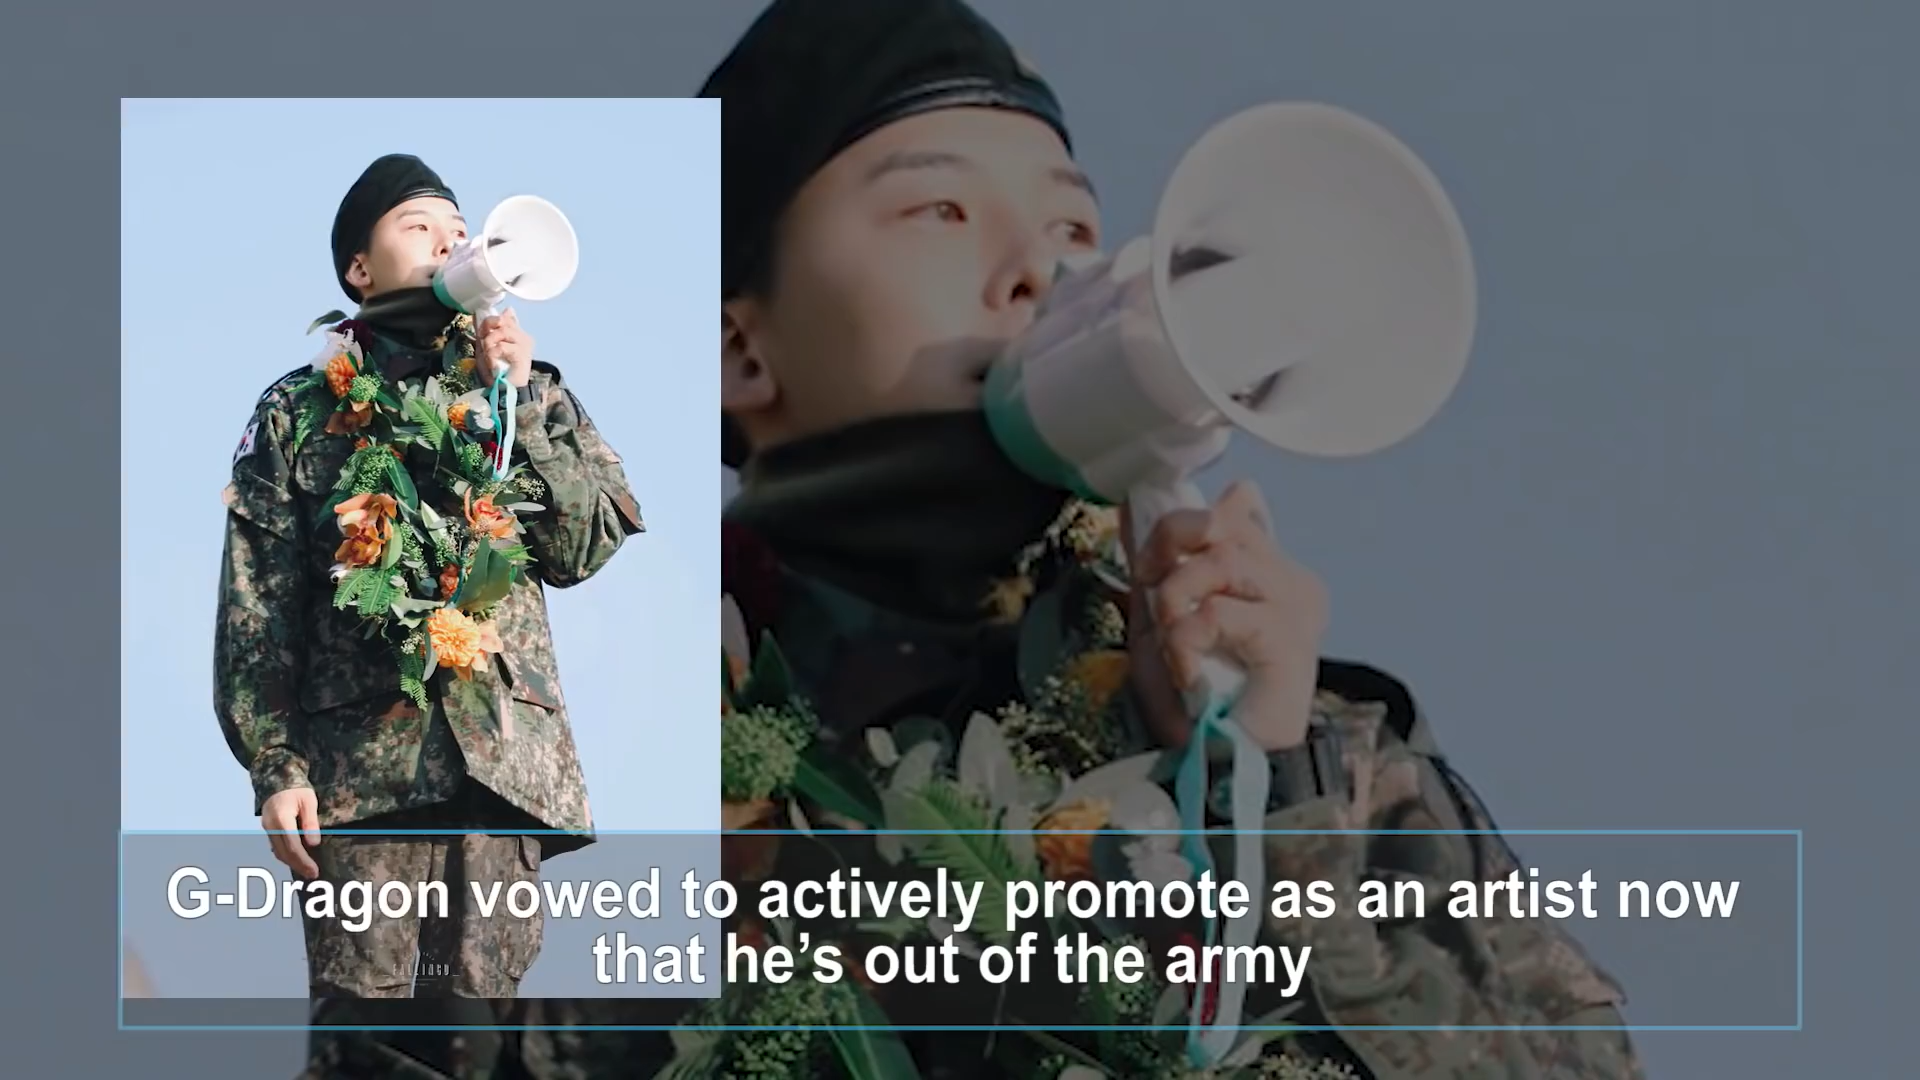 G-Dragon vowed to actively promote as an artist now
that he’s out of the army